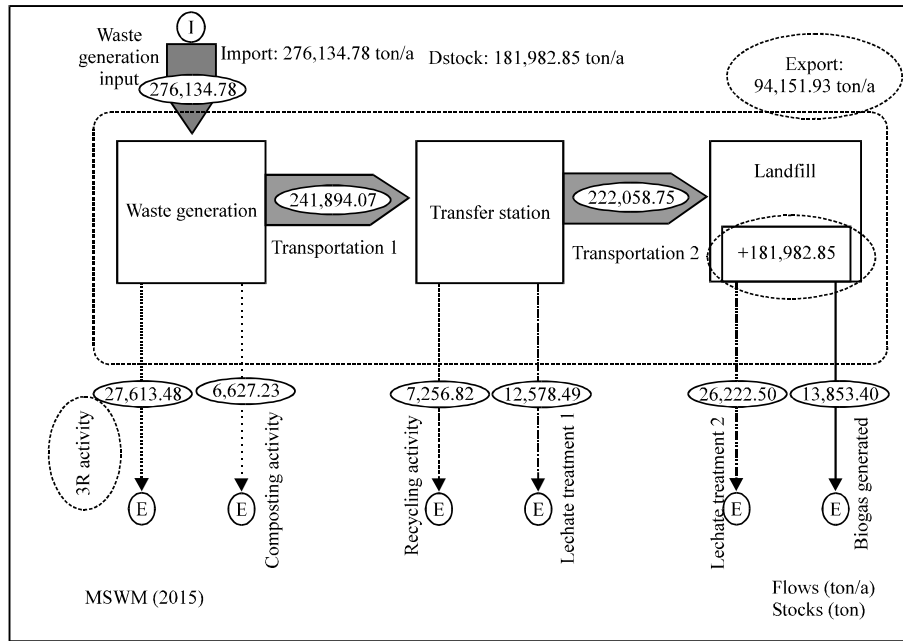 Waste
generation
input
I
Import: 276,134.78 ton/a
Dstock: 181,982.85 ton/a
Export:
94,151.93 ton/a
276,134.78
Waste generation
241,894.07
Transportation 1
Transfer station
222,058.75
Transportation 2
Landfill
+181,982.85
27,613.48
6,627.23
7,256.82
12,578.49
26,222.50
13,853.40
3R activity
Composting activity
Recycling activity
Lechate treatment 1
Lechate treatment 2
Biogas generated
E
E
E
E
E
E
MSWM (2015)
Flows (ton/a)
Stocks (ton)